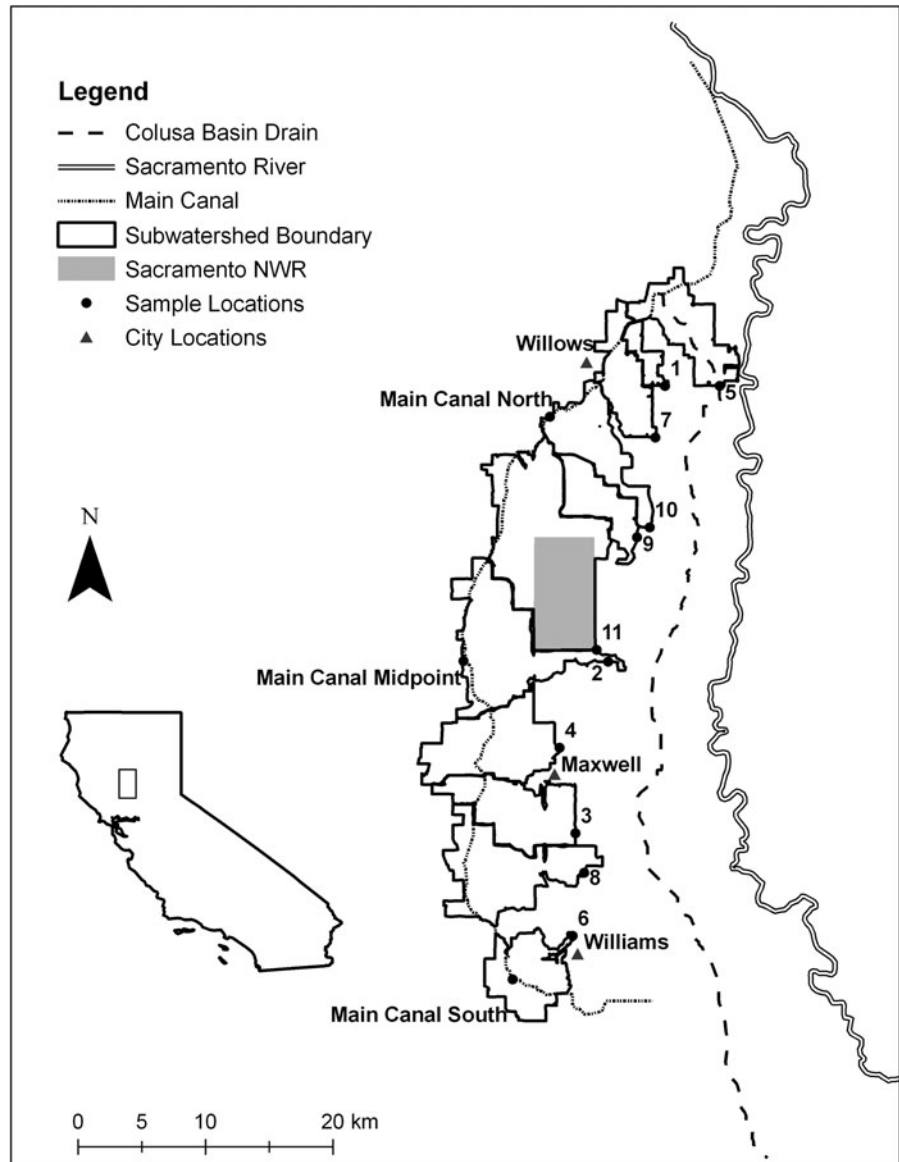 Legend
Colusa Basin Drain
Sacramento River
Main Canal
Subwatershed Boundary
Sacramento NWR
Sample Locations
City Locations
Willows
1
5
Main Canal North
7
10
9
N
11
2
Main Canal Midpoint
4
Maxwell
3
8
6
Williams
Main Canal South
0 5 10 20 km